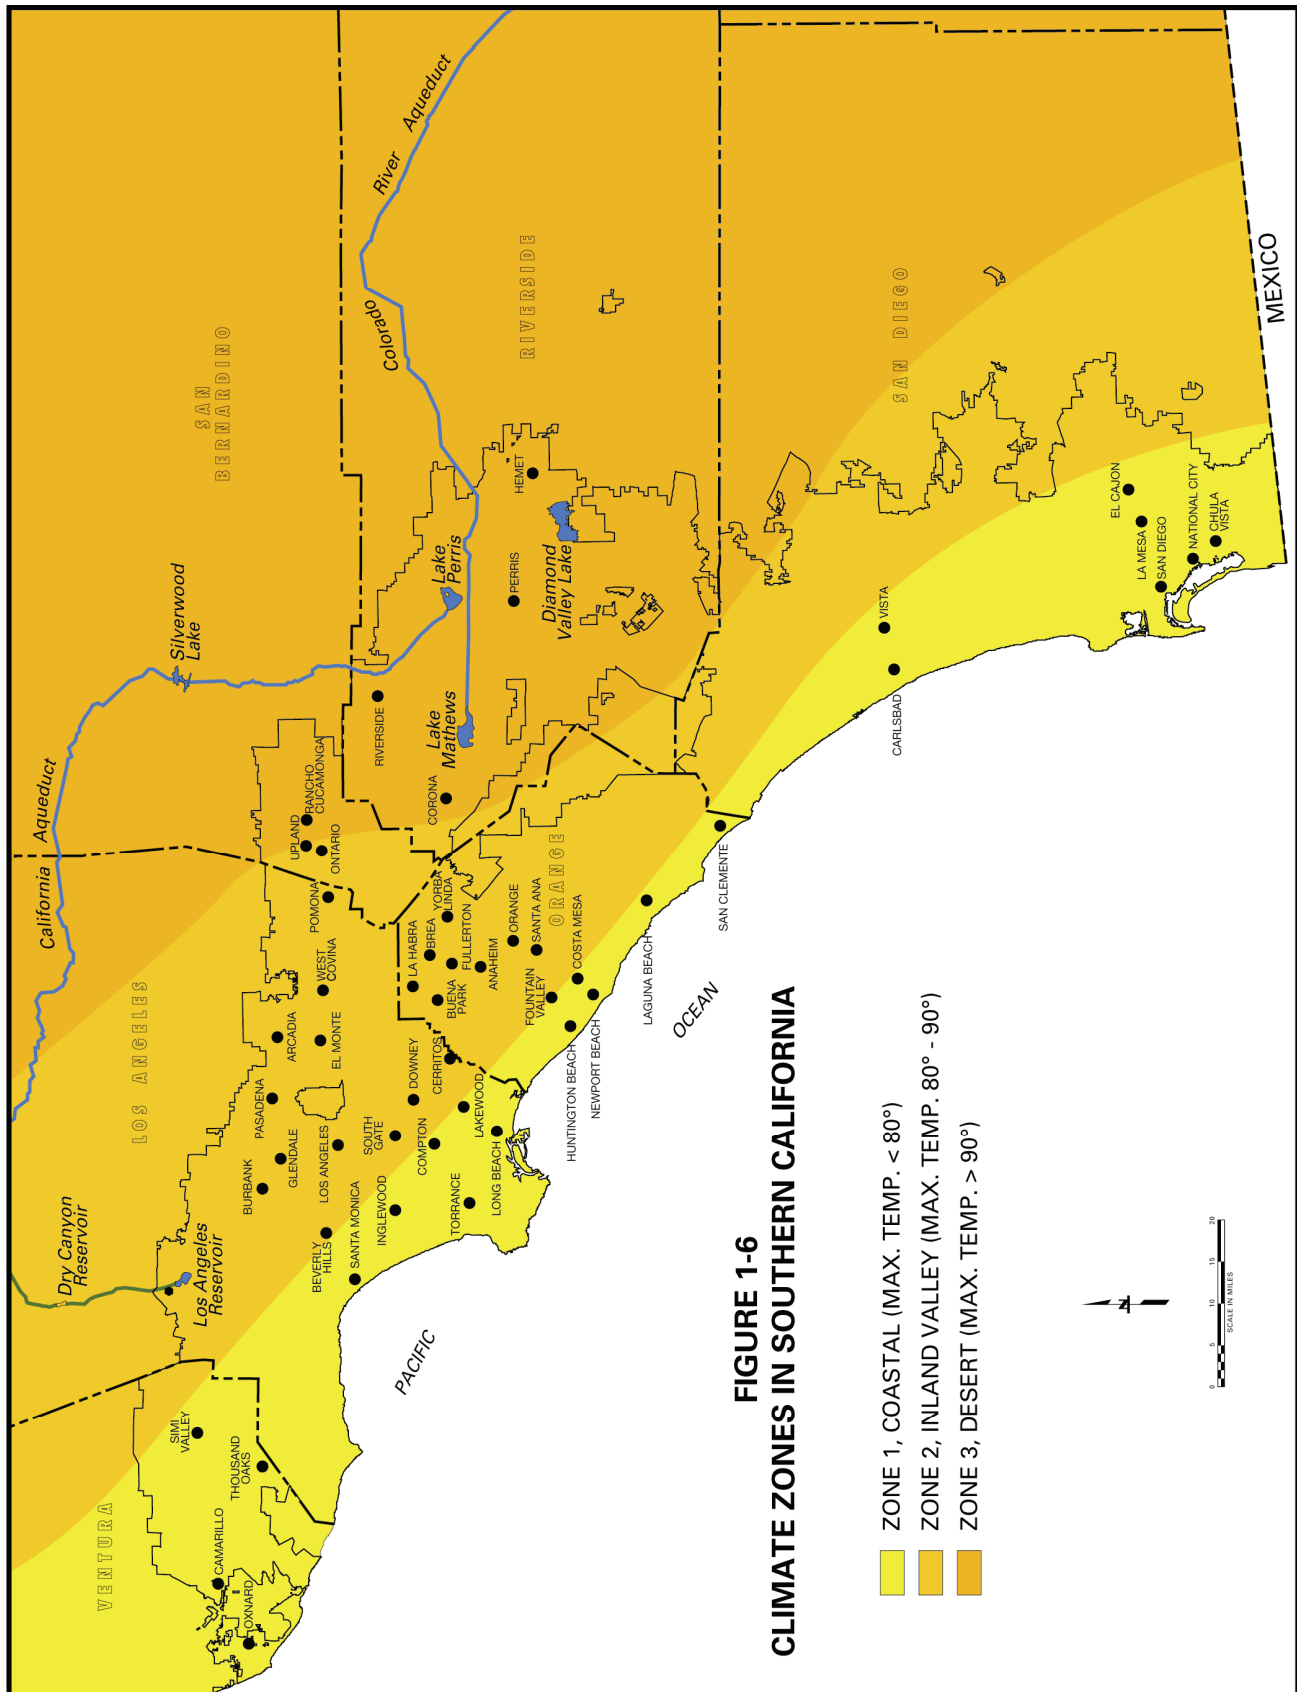 California Aqueduct
Silverwood
Lake
SAN
BERNARDINO
Colorado River Aqueduct
RIVERSIDE
SAN DIEGO
MEXICO
LOS ANGELES
VENTURA
ORANGE
Dry Canyon
Reservoir
Los Angeles
Reservoir
Lake
Mathews
Lake
Perris
Diamond
Valley Lake
SIMI
VALLEY
THOUSAND
OAKS
CAMARILLO
OXNARD
BURBANK
GLENDALE
PASADENA
ARCADIA
EL MONTE
WEST
COVINA
POMONA
UPLAND
RANCHO
CUCAMONGA
ONTARIO
LOS ANGELES
BEVERLY
HILLS
SANTA MONICA
INGLEWOOD
SOUTH
GATE
DOWNEY
COMPTON
CERRITOS
LAKEWOOD
TORRANCE
LONG BEACH
LA HABRA
BREA
YORBA
LINDA
FULLERTON
BUENA
PARK
ANAHEIM
ORANGE
SANTA ANA
FOUNTAIN
VALLEY
COSTA MESA
HUNTINGTON BEACH
NEWPORT BEACH
LAGUNA BEACH
SAN CLEMENTE
RIVERSIDE
CORONA
PERRIS
HEMET
VISTA
CARLSBAD
EL CAJON
LA MESA
SAN DIEGO
NATIONAL CITY
CHULA
VISTA
PACIFIC
OCEAN
FIGURE 1-6
CLIMATE ZONES IN SOUTHERN CALIFORNIA
ZONE 1, COASTAL (MAX. TEMP. < 80°)
ZONE 2, INLAND VALLEY (MAX. TEMP. 80° - 90°)
ZONE 3, DESERT (MAX. TEMP. > 90°)
N
0 5 10 15 20
SCALE IN MILES